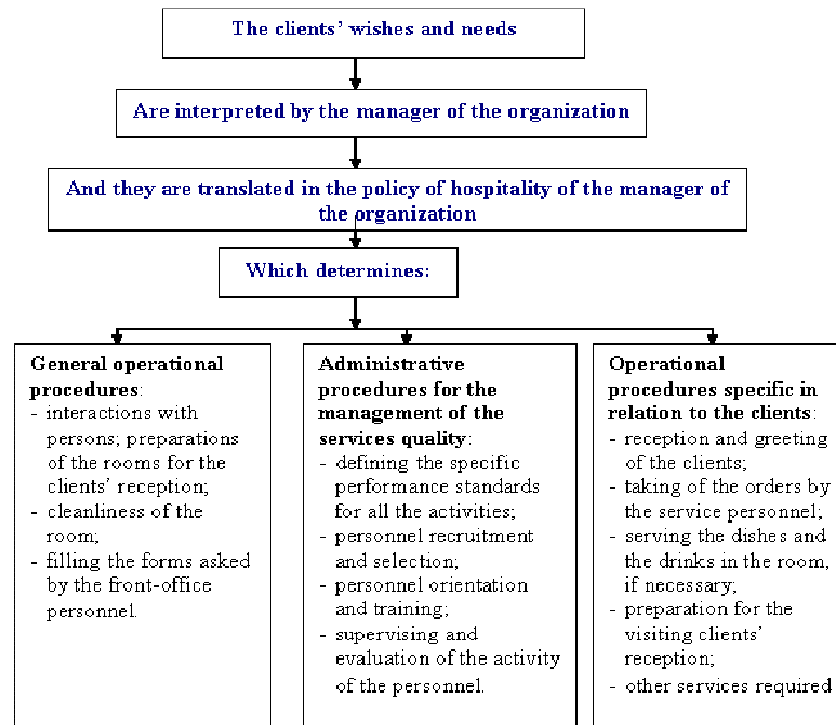 The clients' wishes and needs
Are interpreted by the manager of the organization
And they are translated in the policy of hospitality of the manager of
the organization
Which determines:
General operational
procedures:
- interactions with
persons; preparations
of the rooms for the
clients' reception;
- cleanliness of the
room;
- filling the forms asked
by the front-office
personnel.
Administrative
procedures for the
management of the
services quality:
- defining the specific
performance standards
for all the activities;
- personnel recruitment
and selection;
- personnel orientation
and training;
- supervising and
evaluation of the activity
of the personnel.
Operational
procedures specific in
relation to the clients:
- reception and greeting
of the clients;
- taking of the orders by
the service personnel;
- serving the dishes and
the drinks in the room,
if necessary;
- preparation for the
visiting clients'
reception;
- other services required